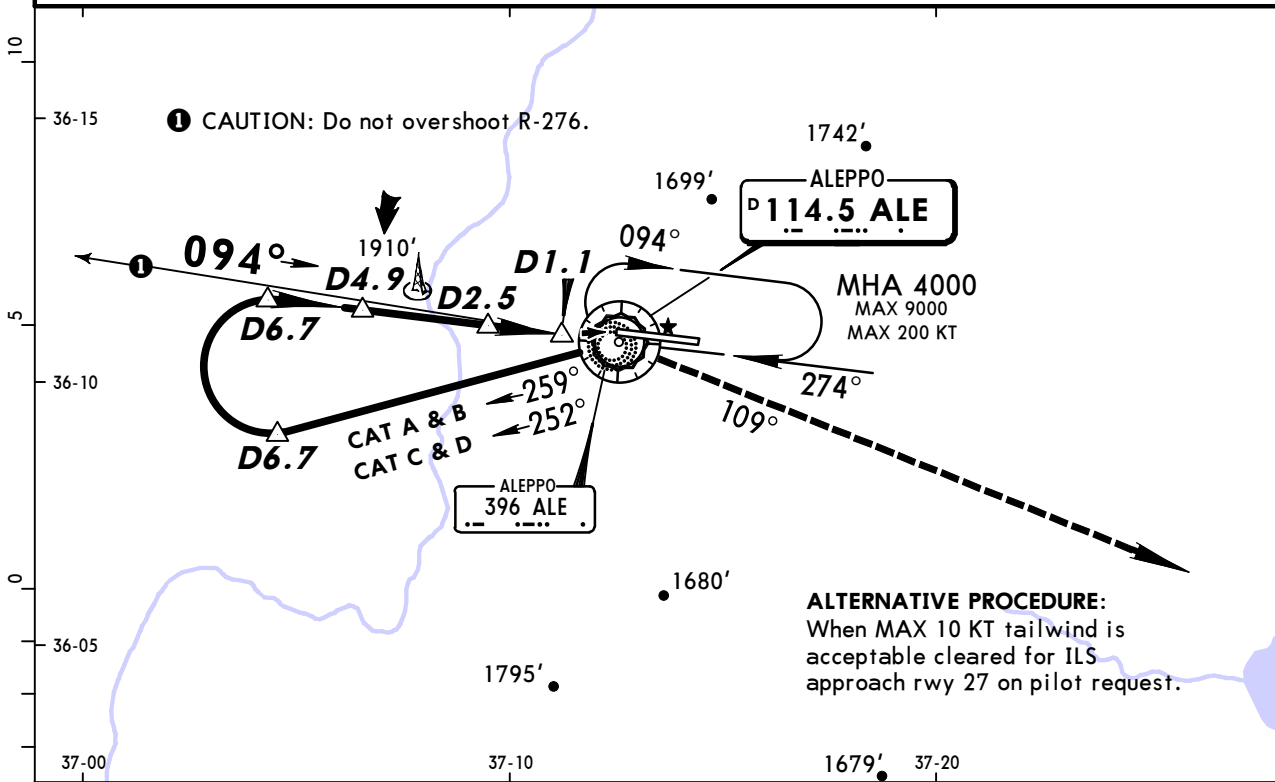 10
36-15
1 CAUTION: Do not overshoot R-276.
1742'
1699'
ALEPPO
D 114.5 ALE
094°
1910'
094°
D1.1
D4.9
D2.5
MHA 4000
MAX 9000
MAX 200 KT
1
D6.7
5
36-10
274°
259°
CAT A & B
252°
CAT C & D
109°
D6.7
ALEPPO
396 ALE
0
1680'
ALTERNATIVE PROCEDURE:
When MAX 10 KT tailwind is
acceptable cleared for ILS
approach rwy 27 on pilot request.
36-05
1795'
37-00
37-10
1679'
37-20